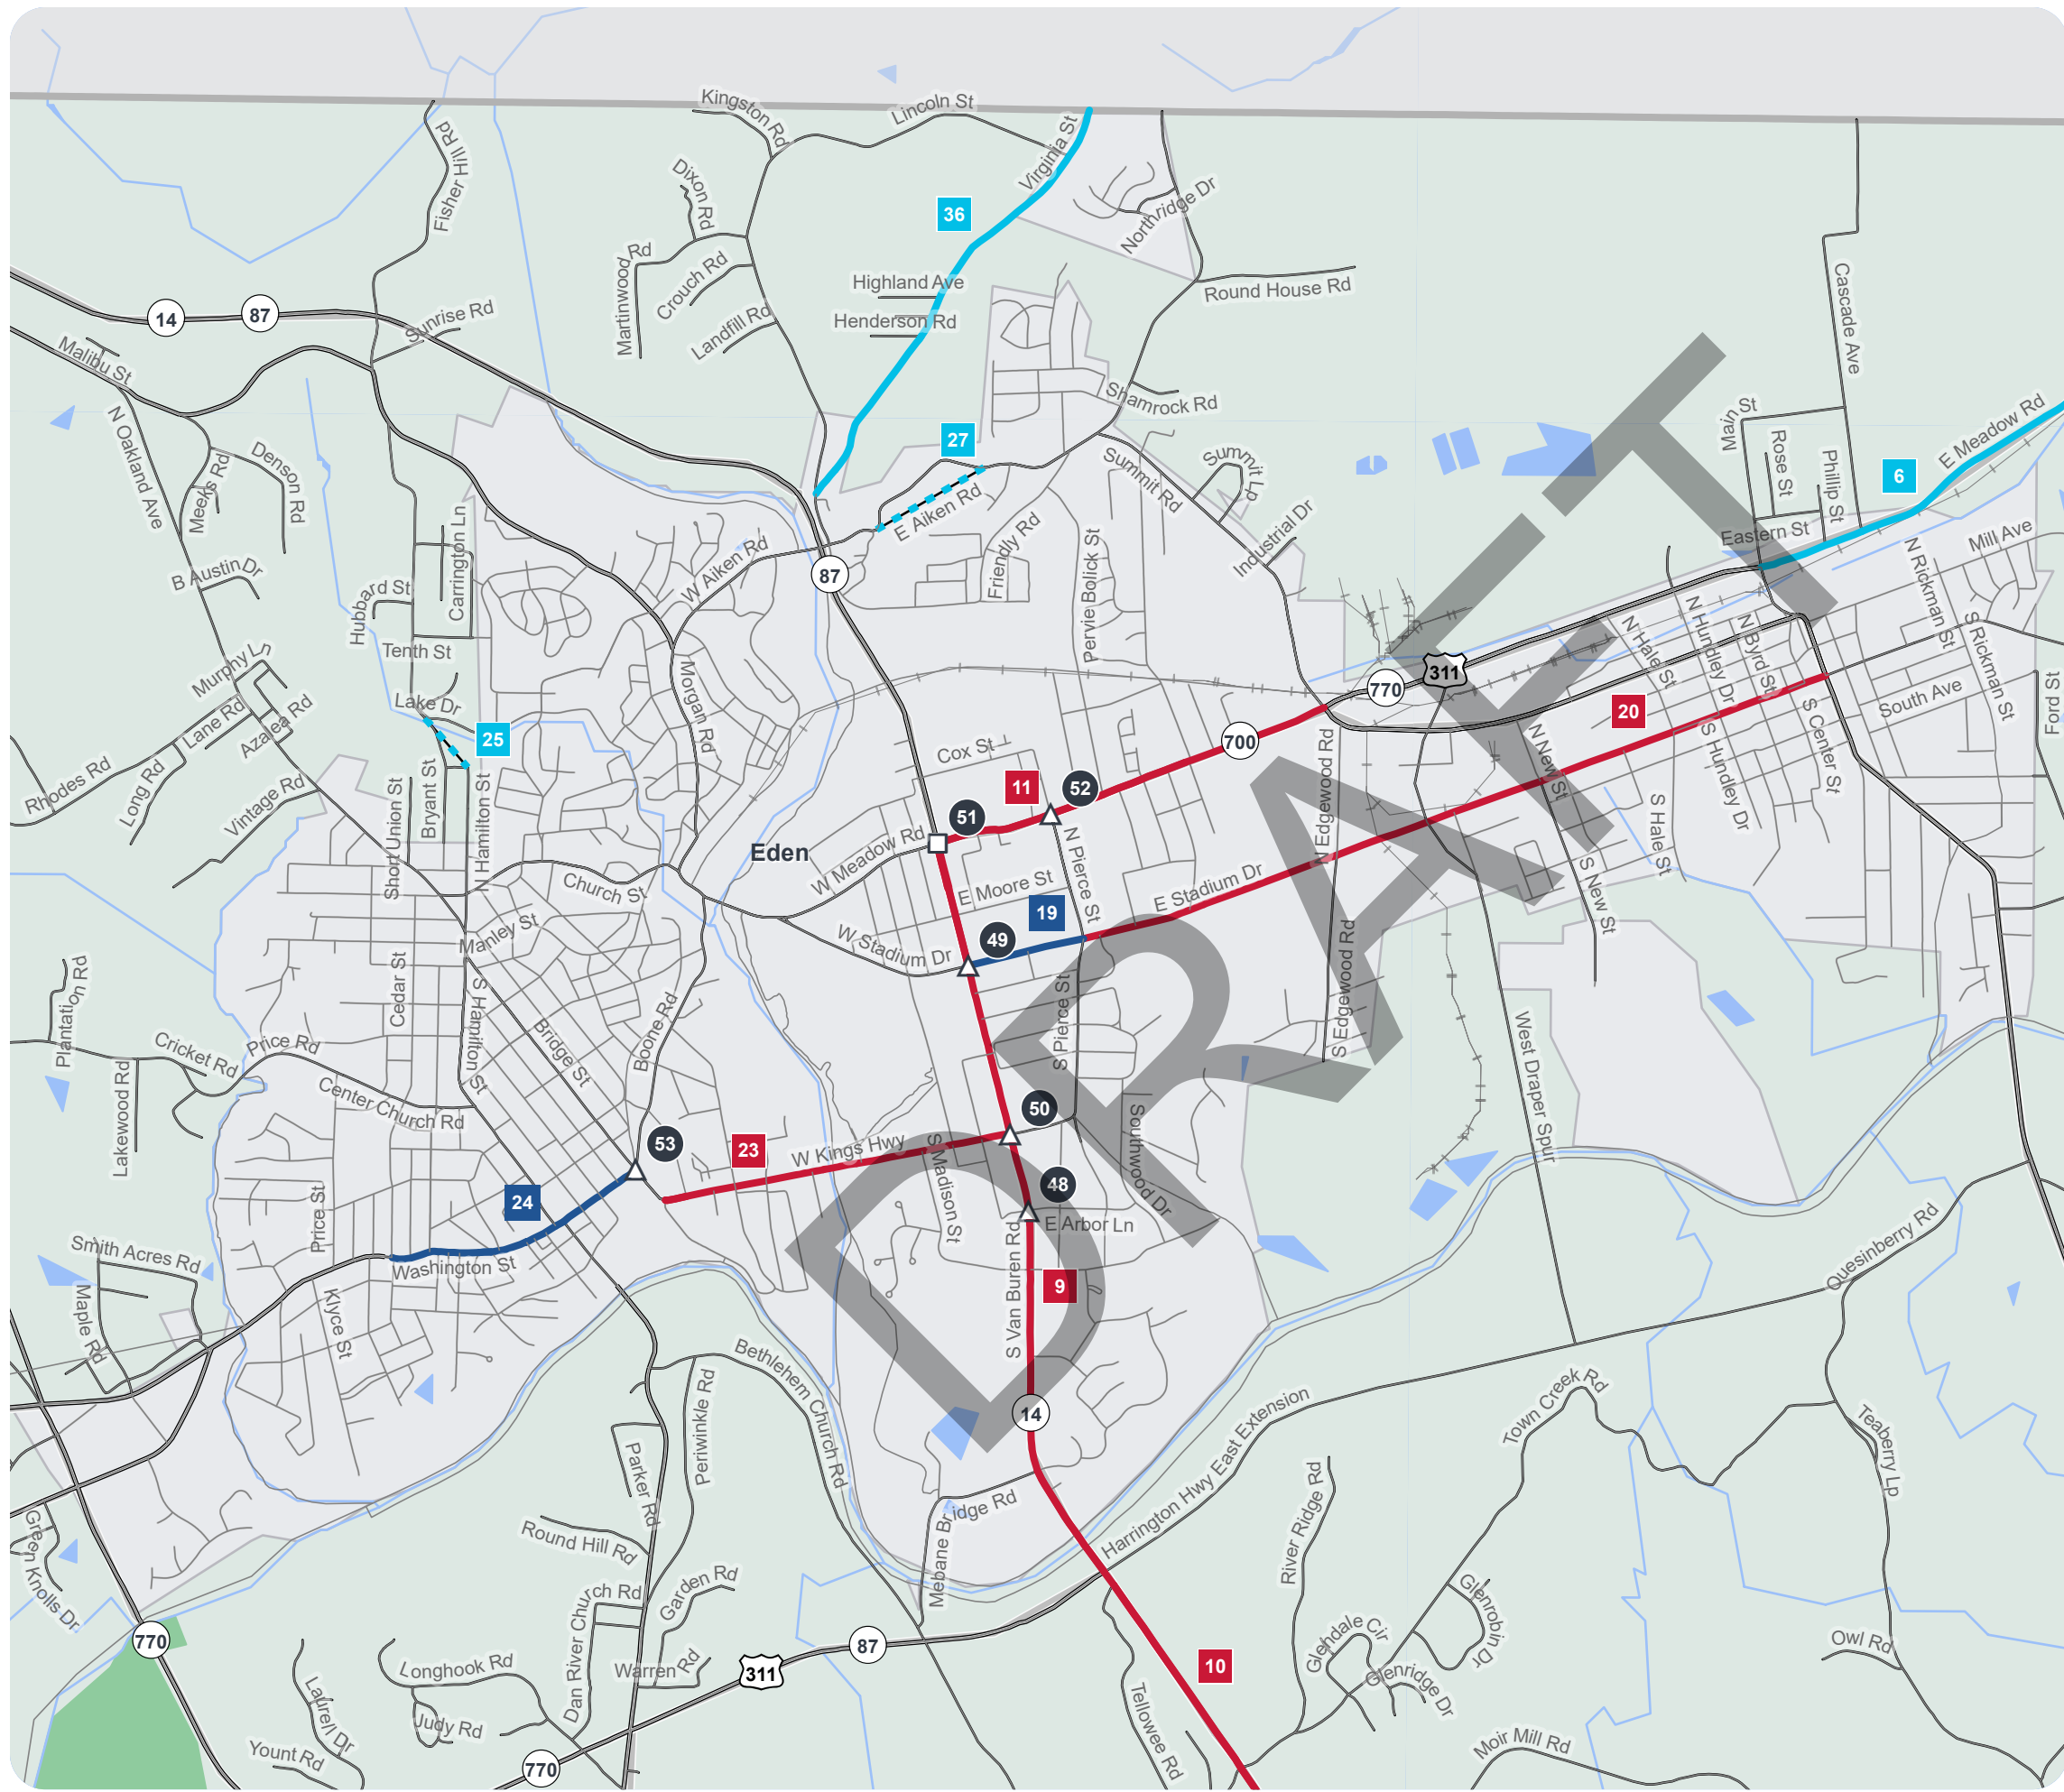 Kingston Rd
Lincoln St
Virginia St
Fisher Hill Rd
Dixon Rd
Northridge Dr
36
Martinwood Rd
Crouch Rd
Highland Ave
Round House Rd
Cascade Ave
14
87
Sunrise Rd
Landfill Rd
Henderson Rd
Malibu St
Shamrock Rd
Main St
E Meadow Rd
N Oakland Ave
Meeks Rd
Denson Rd
27
Summit Rd
Summit Lp
Rose St
Phillip St
6
Carrington Ln
E Aiken Rd
Friendly Rd
Industrial Dr
Eastern St
Mill Ave
B Austin Dr
Hubbard St
W Aiken Rd
87
Pervie Bolick St
N Rickman St
Tenth St
N Hale St
N Hundley Dr
N Byrd St
S Rickman St
Murphy Ln
Morgan Rd
770
311
Lake Dr
Lane Rd
Azalea Rd
25
Cox St
700
20
South Ave
Ford St
Rhodes Rd
Long Rd
Vintage Rd
Short Union St
Bryant St
N Hamilton St
11
52
51
N Edgewood Rd
N New St
S Hale St
S Hundley Dr
S Center St
Eden
W Meadow Rd
N Pierce St
Church St
E Moore St
19
E Stadium Dr
S New St
Manley St
W Stadium Dr
49
Plantation Rd
Cedar St
S Hamilton St
Bridge St
Boone Rd
S Pierce St
S Edgewood Rd
West Draper Spur
Cricket Rd
Price Rd
Center Church Rd
Lakewood Rd
50
Southwood Dr
53
23
W Kings Hwy
S Madison St
48
24
Price St
E Arbor Ln
Smith Acres Rd
Washington St
S Van Buren Rd
9
Quesinberry Rd
Maple Rd
Klyce St
Bethlehem Church Rd
Periwinkle Rd
14
Harrington Hwy East Extension
Town Creek Rd
Teaberry Lp
Parker Rd
Mebane Bridge Rd
River Ridge Rd
Green Knolls Dr
Round Hill Rd
Garden Rd
Dan River Church Rd
Glenrobin Dr
770
87
Glendale Cir
Owl Rd
Longhook Rd
Warren Rd
311
10
Glenridge Dr
Laurel Dr
Judy Rd
Tellowee Rd
Yount Rd
770
Moir Mill Rd
DRAFT